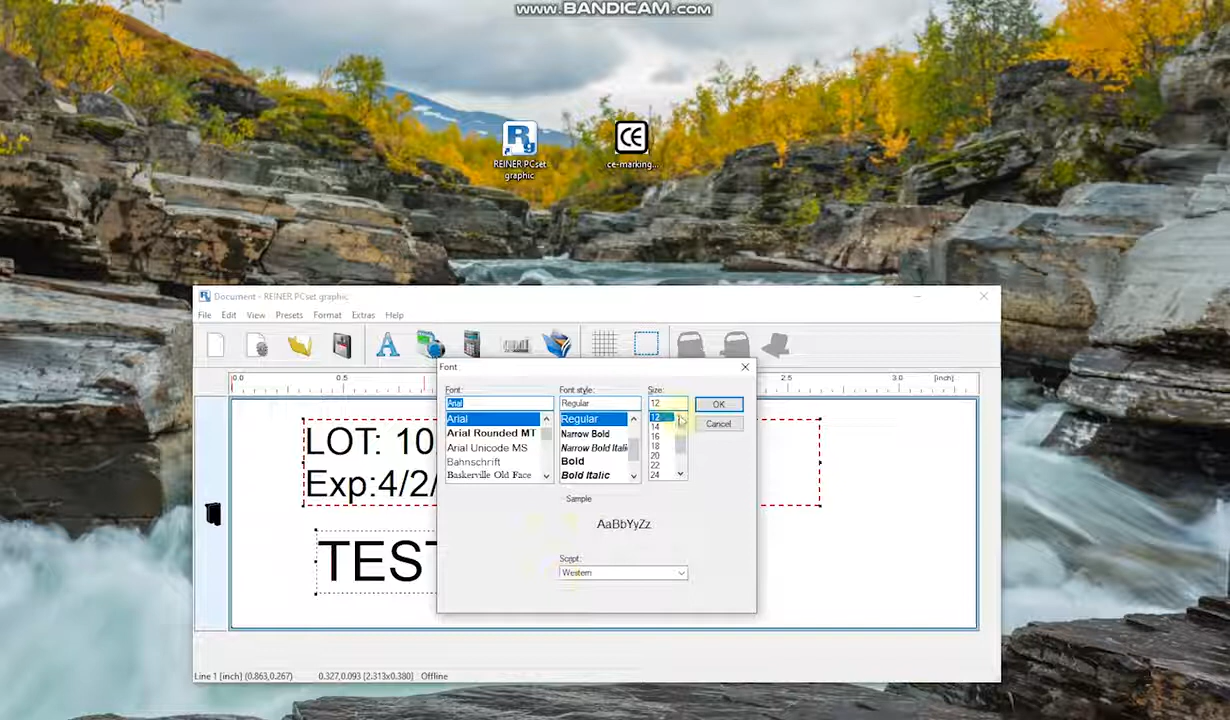 WWW.BANDICAM.COM
REINER PCset
graphic
ce-marking...
Document - REINER PCset graphic
File Edit View Presets Format Extras Help
Font
0.0 0.5 2.5 3.0 [inch]
Font: Font style: Size:
Arial Regular 12 OK
Arial Regular 12
Arial Rounded MT Narrow Bold 14 Cancel
Arial Unicode MS Narrow Bold Itali 16
Bahnschrift Bold 18
Baskerville Old Face Bold Italic 20
22
24
LOT: 10
Exp:4/2/
TEST
Sample
AaBbYyZz
Script:
Western
Line 1 [inch] (0.863,0.267) 0.327,0.093 [2.313x0.380] Offline